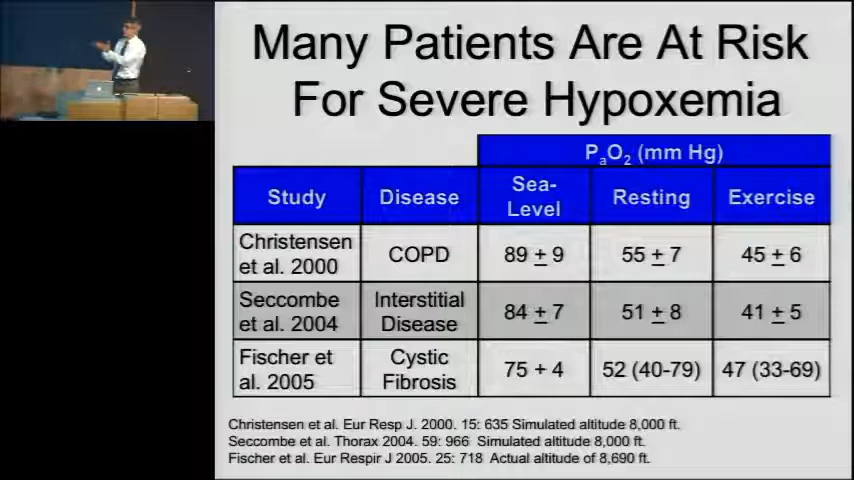 Many Patients Are At Risk
For Severe Hypoxemia
PaO2 (mm Hg)
Study Disease Sea-Level Resting Exercise
Christensen et al. 2000 COPD 89 ± 9 55 ± 7 45 ± 6
Seccombe et al. 2004 Interstitial Disease 84 ± 7 51 ± 8 41 ± 5
Fischer et al. 2005 Cystic Fibrosis 75 + 4 52 (40-79) 47 (33-69)
Christensen et al. Eur Resp J. 2000. 15: 635 Simulated altitude 8,000 ft.
Seccombe et al. Thorax 2004. 59: 966 Simulated altitude 8,000 ft.
Fischer et al. Eur Respir J 2005. 25: 718 Actual altitude of 8,690 ft.